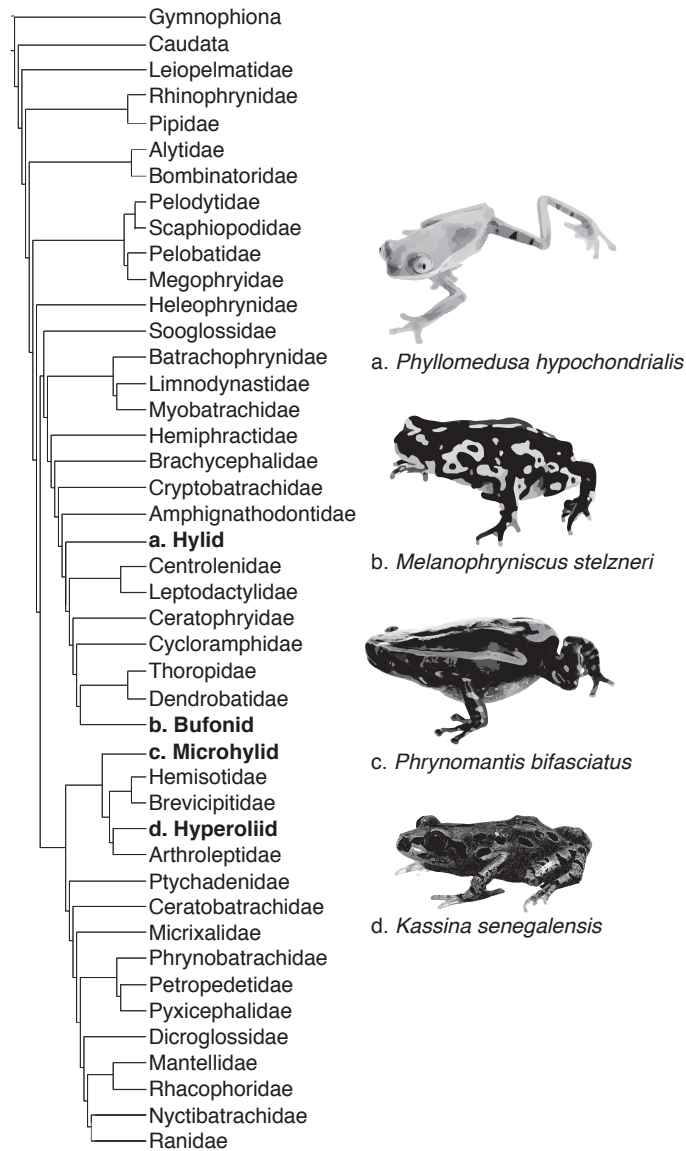 Gymnophiona
Caudata
Leiopelmatidae
Rhinophrynidae
Pipidae
Alytidae
Bombinatoridae
Pelodytidae
Scaphiopodidae
Pelobatidae
Megophryidae
Heleophrynidae
Sooglossidae
Batrachophrynidae
Limnodynastidae
Myobatrachidae
Hemiphractidae
Brachycephalidae
Cryptobatrachidae
Amphignathodontidae
a. Hylid
Centrolenidae
Leptodactylidae
Ceratophryidae
Cycloramphidae
Thoropidae
Dendrobatidae
b. Bufonid
c. Microhylid
Hemisotidae
Brevicipitidae
d. Hyperoliid
Arthroleptidae
Ptychadenidae
Ceratobatrachidae
Micrixalidae
Phrynobatrachidae
Petropedetidae
Pyxicephalidae
Dicroglossidae
Mantellidae
Rhacophoridae
Nyctibatrachidae
Ranidae
a. Phyllomedusa hypochondrialis
b. Melanophryniscus stelzneri
c. Phrynomantis bifasciatus
d. Kassina senegalensis